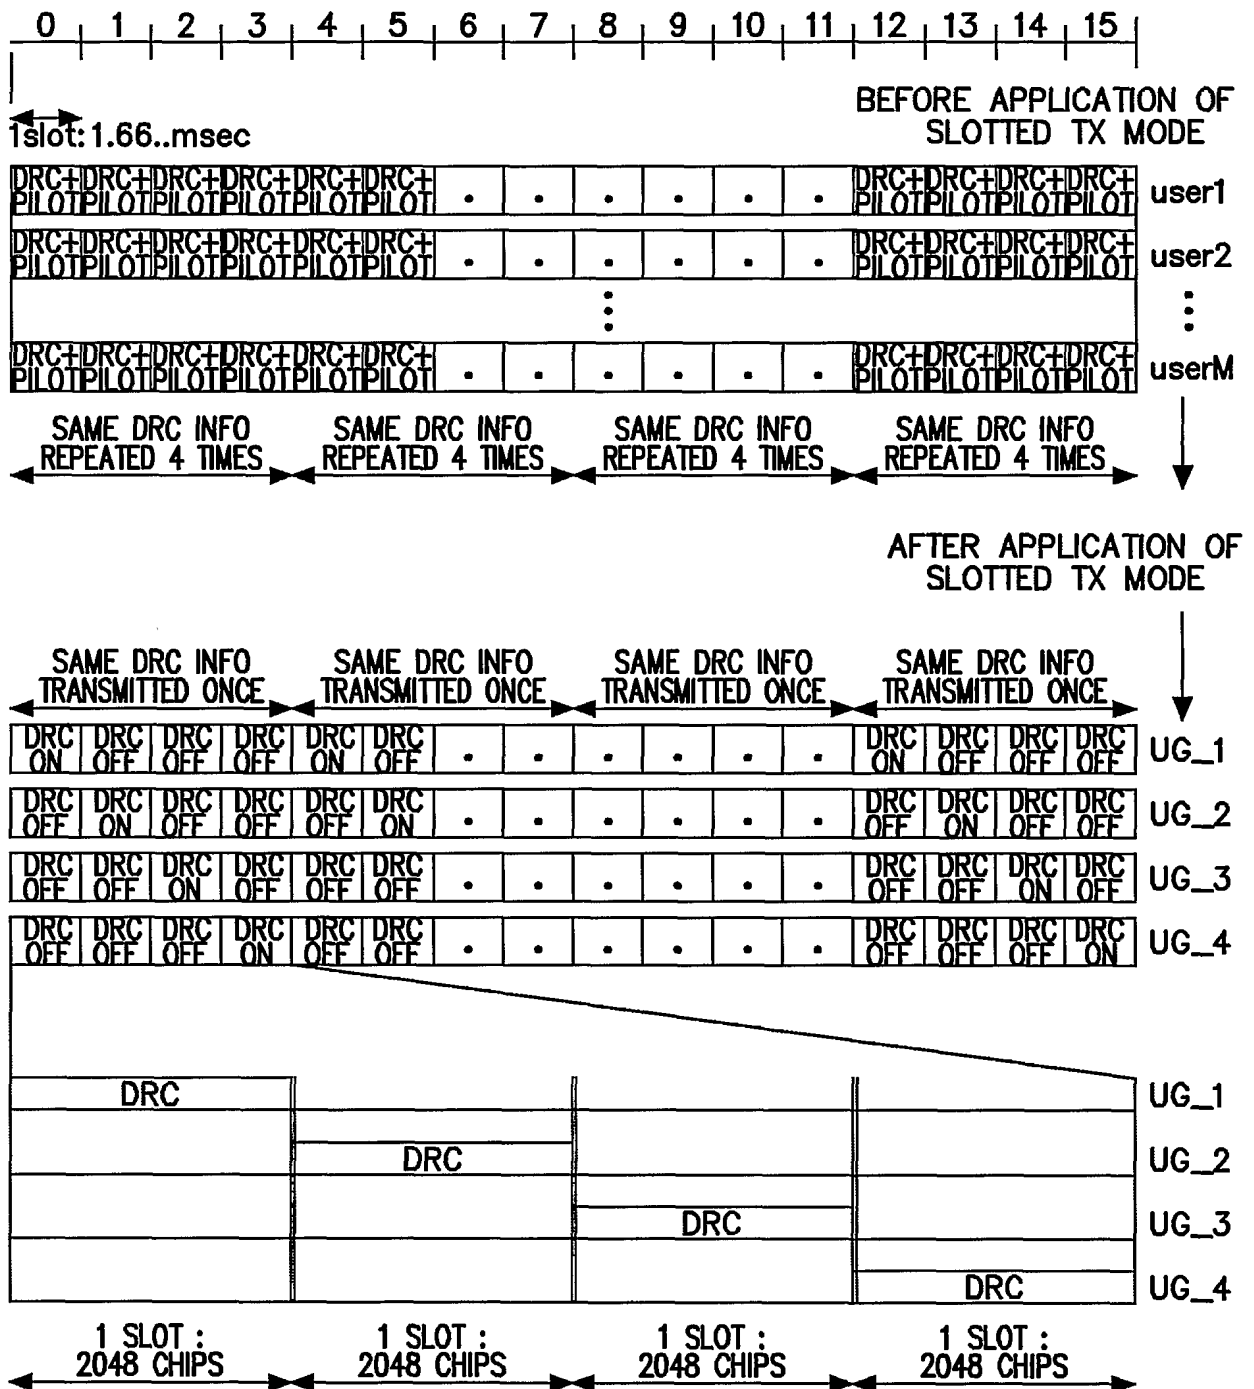 0 1 2 3 4 5 6 7 8 9 10 11 12 13 14 15
BEFORE APPLICATION OF
SLOTTED TX MODE
1slot: 1.66..msec
DRC+ DRC+ DRC+ DRC+ DRC+ DRC+ DRC+ DRC+ DRC+ DRC+
PILOT PILOT PILOT PILOT PILOT PILOT . . . . . . PILOT PILOT PILOT PILOT user1
DRC+ DRC+ DRC+ DRC+ DRC+ DRC+ DRC+ DRC+ DRC+ DRC+
PILOT PILOT PILOT PILOT PILOT PILOT . . . . . . PILOT PILOT PILOT PILOT user2
DRC+ DRC+ DRC+ DRC+ DRC+ DRC+ DRC+ DRC+ DRC+ DRC+
PILOT PILOT PILOT PILOT PILOT PILOT . . . . . . PILOT PILOT PILOT PILOT userM
SAME DRC INFO SAME DRC INFO SAME DRC INFO SAME DRC INFO
REPEATED 4 TIMES REPEATED 4 TIMES REPEATED 4 TIMES REPEATED 4 TIMES
AFTER APPLICATION OF
SLOTTED TX MODE
SAME DRC INFO SAME DRC INFO SAME DRC INFO SAME DRC INFO
TRANSMITTED ONCE TRANSMITTED ONCE TRANSMITTED ONCE TRANSMITTED ONCE
DRC DRC DRC DRC DRC DRC DRC DRC DRC DRC
ON OFF OFF OFF ON OFF . . . . . . ON OFF OFF OFF UG_1
DRC DRC DRC DRC DRC DRC DRC DRC DRC DRC
OFF ON OFF OFF OFF ON . . . . . . OFF ON OFF OFF UG_2
DRC DRC DRC DRC DRC DRC DRC DRC DRC DRC
OFF OFF ON OFF OFF OFF . . . . . . OFF OFF ON OFF UG_3
DRC DRC DRC DRC DRC DRC DRC DRC DRC DRC
OFF OFF OFF ON OFF OFF . . . . . . OFF OFF OFF ON UG_4
DRC UG_1
DRC UG_2
DRC UG_3
DRC UG_4
1 SLOT : 1 SLOT : 1 SLOT : 1 SLOT :
2048 CHIPS 2048 CHIPS 2048 CHIPS 2048 CHIPS